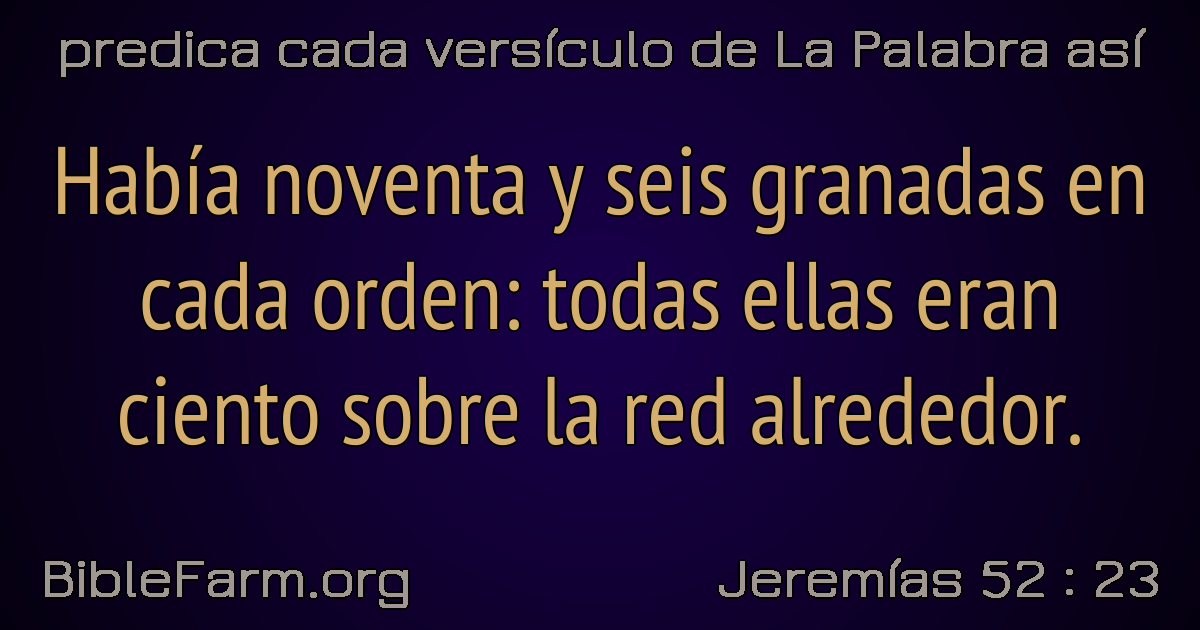 predica cada versículo de La Palabra así
Había noventa y seis granadas en
cada orden: todas ellas eran
ciento sobre la red alrededor.
BibleFarm.org
Jeremías 52 : 23